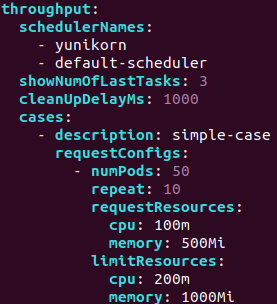 throughput:
  schedulerNames:
    - yunikorn
    - default-scheduler
  showNumOfLastTasks: 3
  cleanUpDelayMs: 1000
  cases:
    - description: simple-case
      requestConfigs:
        - numPods: 50
          repeat: 10
          requestResources:
            cpu: 100m
            memory: 500Mi
          limitResources:
            cpu: 200m
            memory: 1000Mi